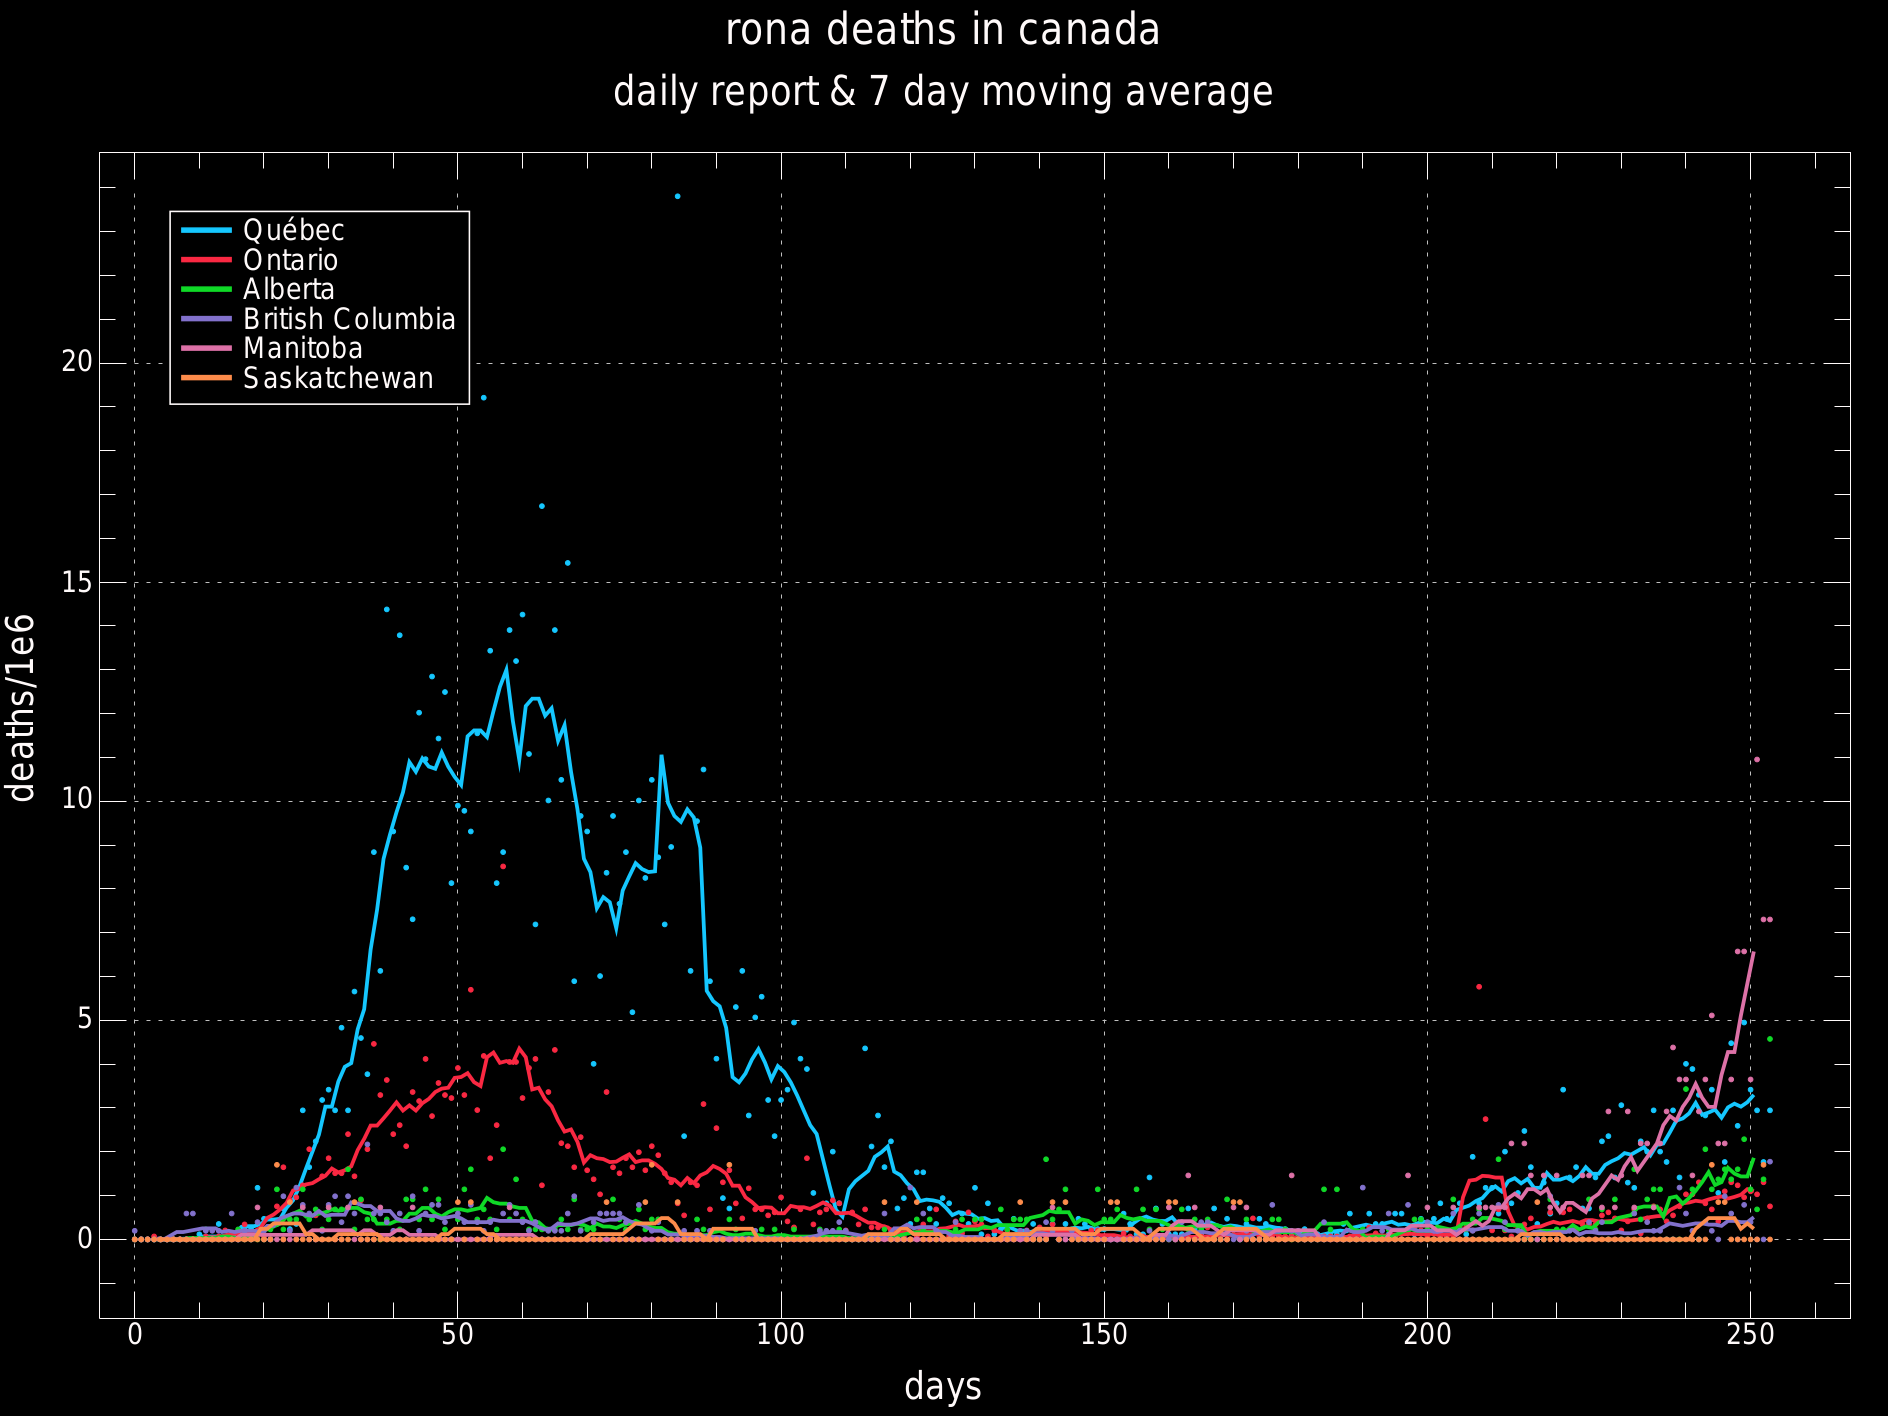 rona deaths in canada
daily report & 7 day moving average
Québec
Ontario
Alberta
British Columbia
Manitoba
Saskatchewan
20
15
10
5
0
deaths/1e6
0 50 100 150 200 250
days